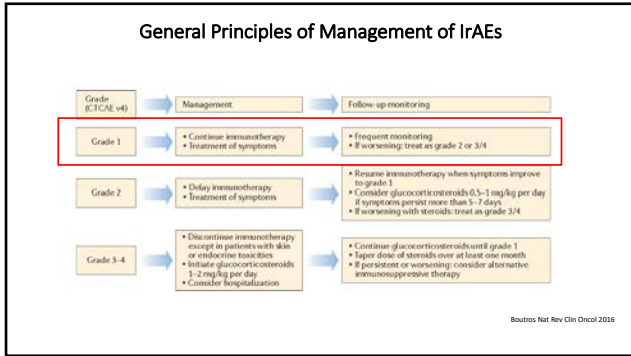 General Principles of Management of IrAEs
Grade
(CTCAE v4)
Management
Follow-up monitoring
Grade 1
• Continue immunotherapy
• Treatment of symptoms
• Frequent monitoring
• If worsening: treat as grade 2 or 3/4
Grade 2
• Delay immunotherapy
• Treatment of symptoms
• Resume immunotherapy when symptoms improve
to grade 1
• Consider glucocorticosteroids 0.5–1 mg/kg per day
if symptoms persist more than 5–7 days
• If worsening with steroids: treat as grade 3/4
Grade 3–4
• Discontinue immunotherapy
except in patients with skin
or endocrine toxicities
• Initiate glucocorticosteroids
1–2 mg/kg per day
• Consider hospitalization
• Continue glucocorticosteroids until grade 1
• Taper dose of steroids over at least one month
• If persistent or worsening: consider alternative
immunosuppressive therapy
Boutros Nat Rev Clin Oncol 2016